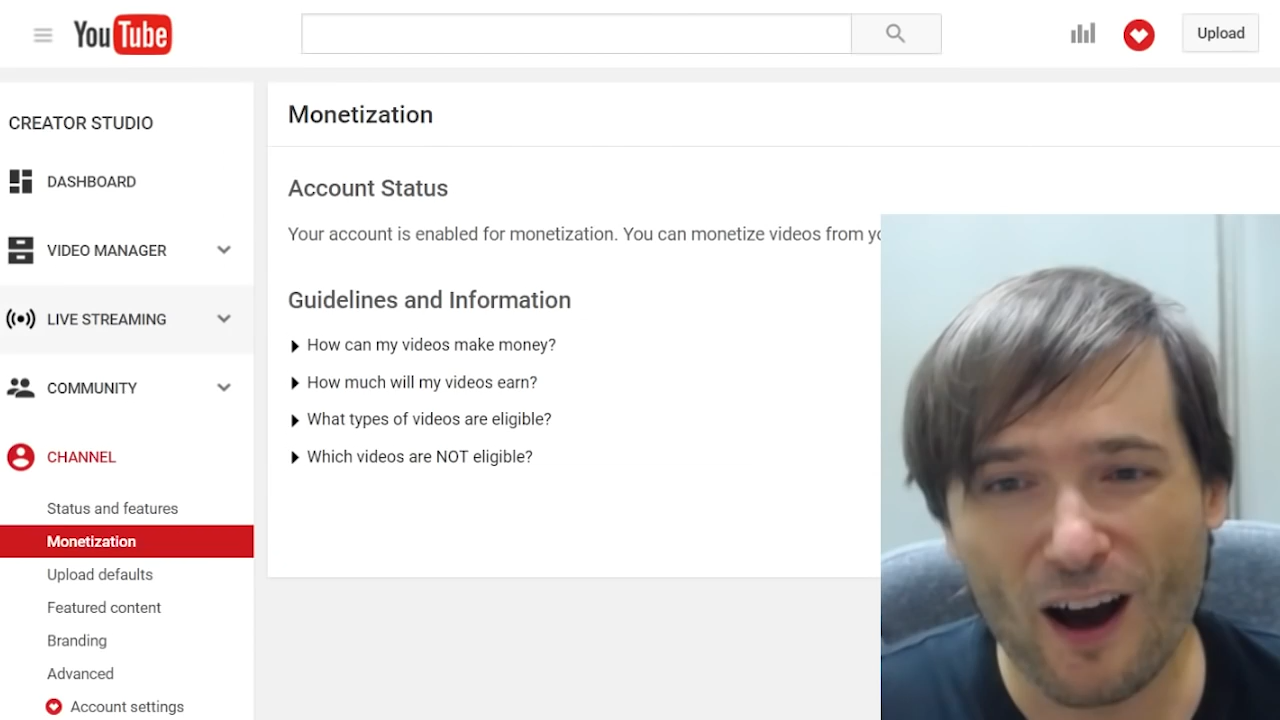 YouTube
Upload
CREATOR STUDIO
DASHBOARD
VIDEO MANAGER
LIVE STREAMING
COMMUNITY
CHANNEL
Status and features
Monetization
Upload defaults
Featured content
Branding
Advanced
Account settings
Monetization
Account Status
Your account is enabled for monetization. You can monetize videos from
Guidelines and Information
How can my videos make money?
How much will my videos earn?
What types of videos are eligible?
Which videos are NOT eligible?